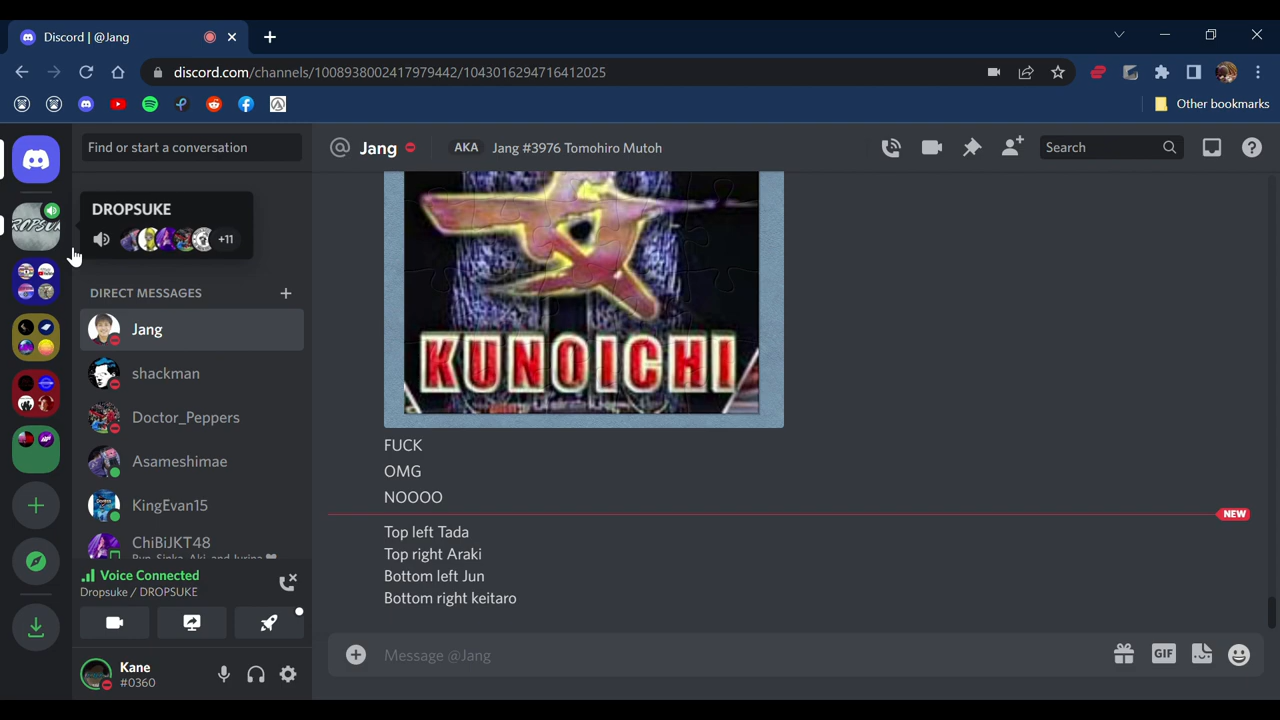 Discord | @Jang
discord.com/channels/1008938002417979442/1043016294716412025
Other bookmarks
Find or start a conversation
@ Jang AKA Jang #3976 Tomohiro Mutoh
Search
DROPSUKE
+11
DIRECT MESSAGES
Jang
shackman
Doctor_Peppers
Asameshimae
KingEvan15
ChiBiJKT48
Voice Connected
Dropsuke / DROPSUKE
Kane
#0360
女
KUNOICHI
FUCK
OMG
NOOOO
NEW
Top left Tada
Top right Araki
Bottom left Jun
Bottom right keitaro
Message @Jang
GIF